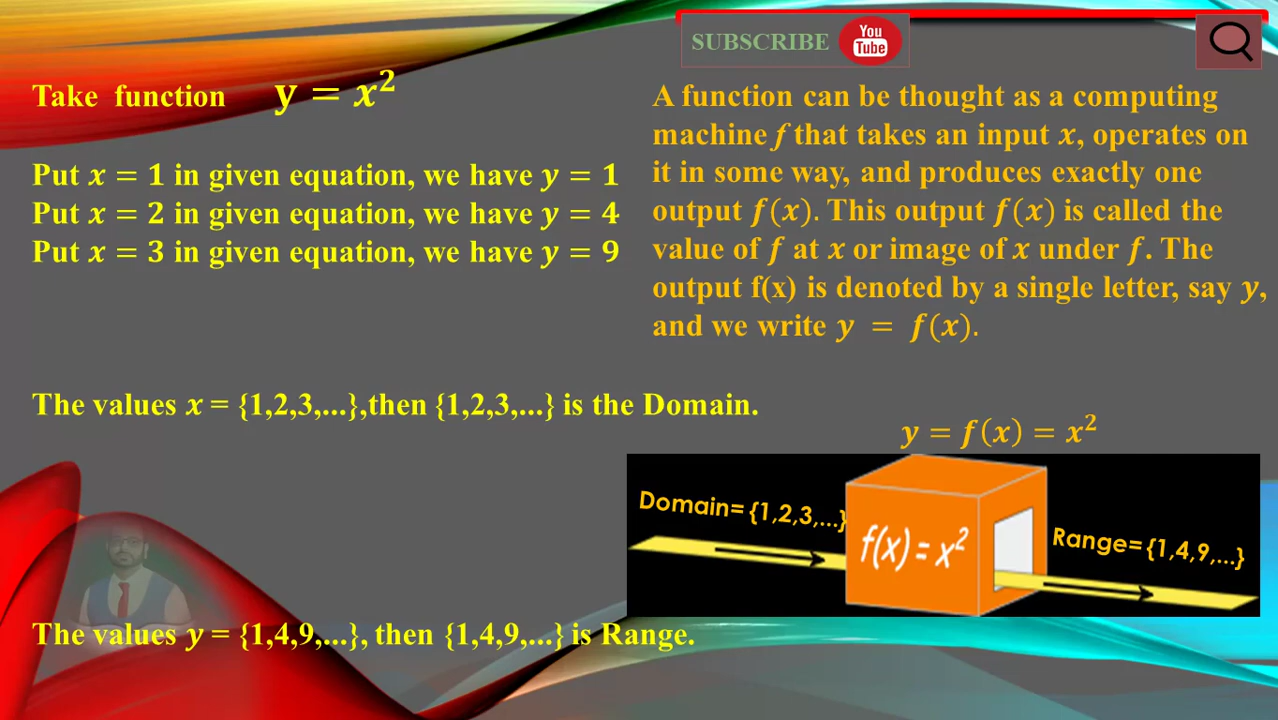 SUBSCRIBE You Tube
Take function y = x²
Put x = 1 in given equation, we have y = 1
Put x = 2 in given equation, we have y = 4
Put x = 3 in given equation, we have y = 9
A function can be thought as a computing
machine f that takes an input x, operates on
it in some way, and produces exactly one
output f(x). This output f(x) is called the
value of f at x or image of x under f. The
output f(x) is denoted by a single letter, say y,
and we write y = f(x).
The values x = {1,2,3,...},then {1,2,3,...} is the Domain.
y = f(x) = x²
Domain= {1,2,3,...}
f(x) = x²
Range= {1,4,9,...}
The values y = {1,4,9,...}, then {1,4,9,...} is Range.